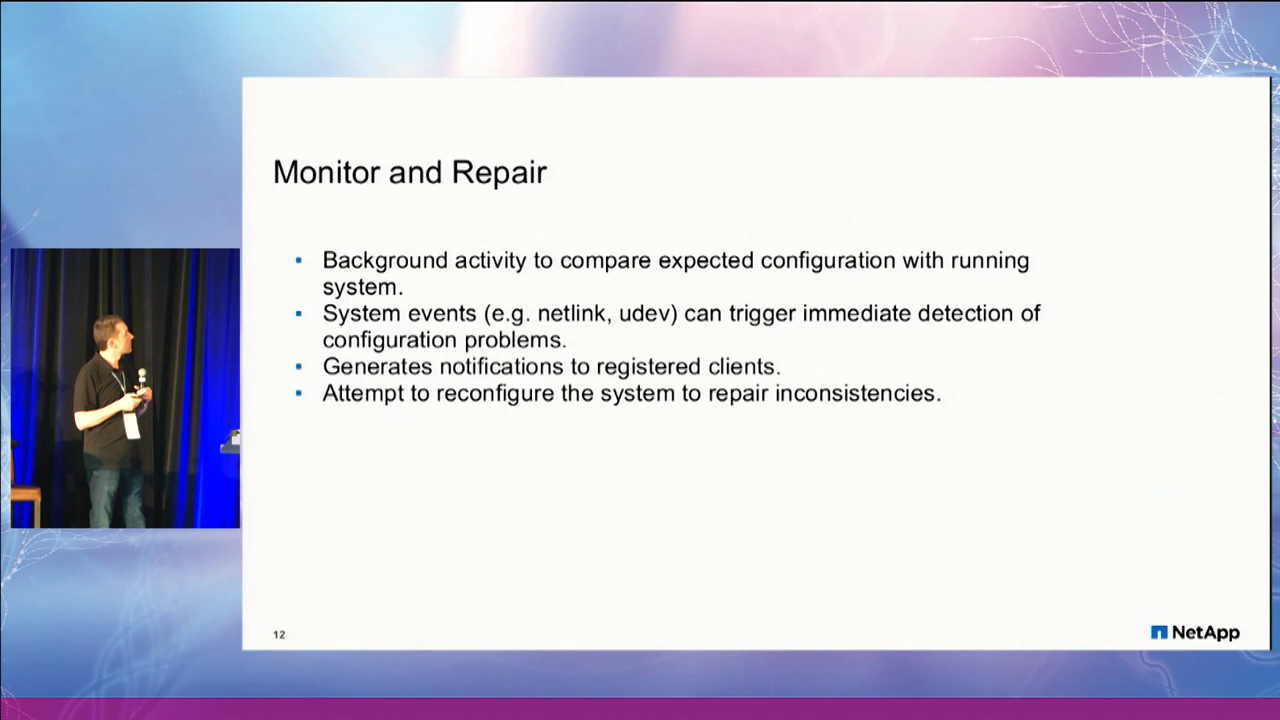 Monitor and Repair
Background activity to compare expected configuration with running
system.
System events (e.g. netlink, udev) can trigger immediate detection of
configuration problems.
Generates notifications to registered clients.
Attempt to reconfigure the system to repair inconsistencies.
12
NetApp